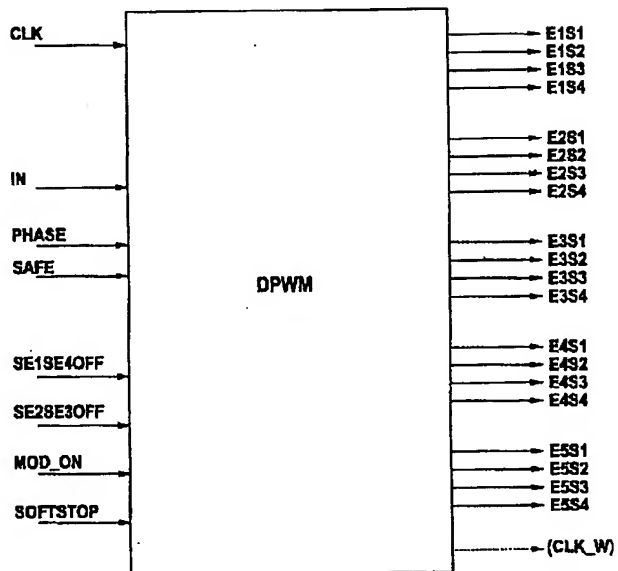 CLK
IN
PHASE
SAFE
SE1SE4OFF
SE2SE3OFF
MOD_ON
SOFTSTOP
DPWM
E1S1
E1S2
E1S3
E1S4
E2S1
E2S2
E2S3
E2S4
E3S1
E3S2
E3S3
E3S4
E4S1
E4S2
E4S3
E4S4
E5S1
E5S2
E5S3
E5S4
(CLK_W)